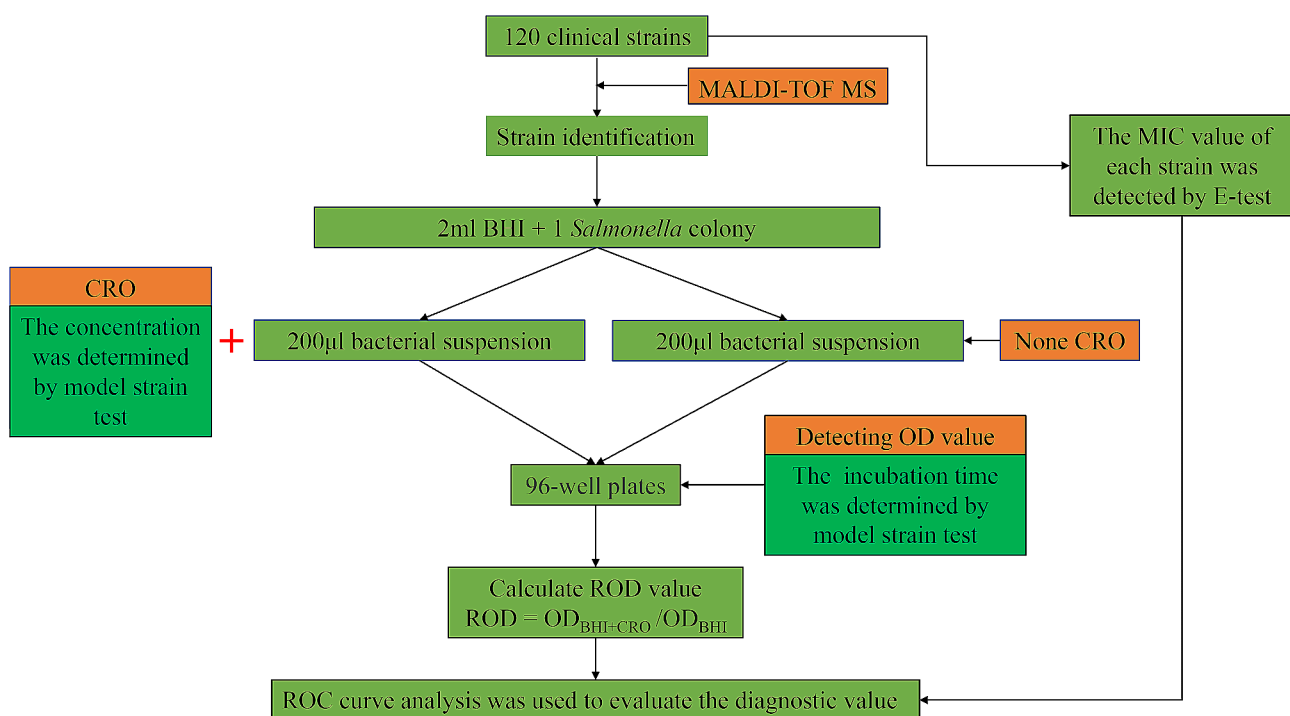 120 clinical strains
MALDI-TOF MS
Strain identification
The MIC value of
each strain was
detected by E-test
2ml BHI + 1 Salmonella colony
CRO
The concentration
was determined
by model strain
test
+
200µl bacterial suspension
200µl bacterial suspension
None CRO
Detecting OD value
The incubation time
was determined by
model strain test
96-well plates
Calculate ROD value
ROD = OD_BHI+CRO /OD_BHI
ROC curve analysis was used to evaluate the diagnostic value